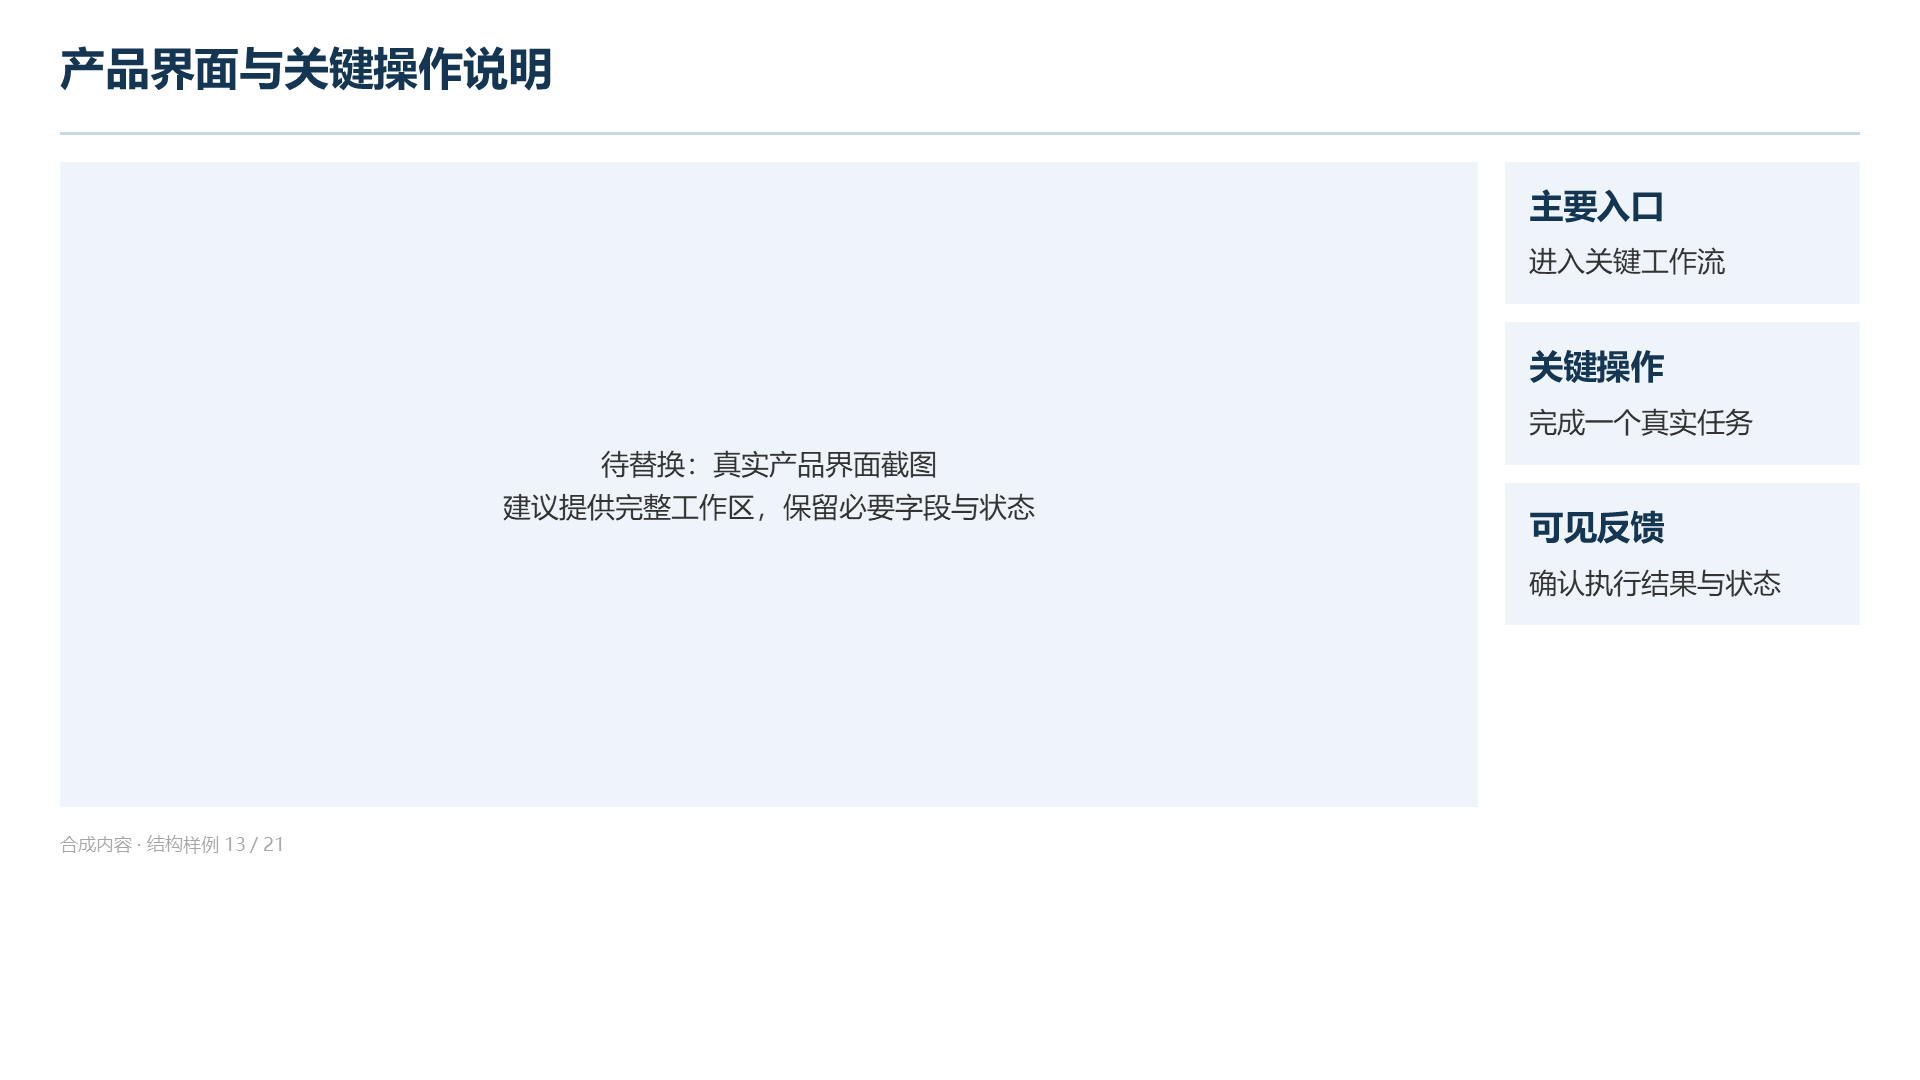 产品界面与关键操作说明
待替换：真实产品界面截图
建议提供完整工作区，保留必要字段与状态
主要入口
进入关键工作流
关键操作
完成一个真实任务
可见反馈
确认执行结果与状态
合成内容 · 结构样例 13 / 21